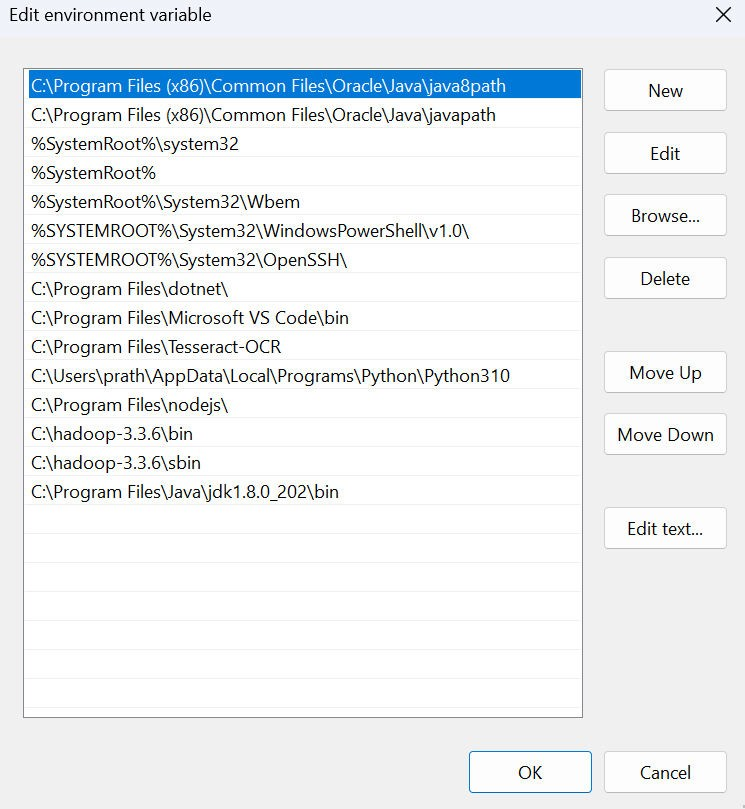 Edit environment variable
C:\Program Files (x86)\Common Files\Oracle\Java\java8path
C:\Program Files (x86)\Common Files\Oracle\Java\javapath
%SystemRoot%\system32
%SystemRoot%
%SystemRoot%\System32\Wbem
%SYSTEMROOT%\System32\WindowsPowerShell\v1.0\
%SYSTEMROOT%\System32\OpenSSH\
C:\Program Files\dotnet\
C:\Program Files\Microsoft VS Code\bin
C:\Program Files\Tesseract-OCR
C:\Users\prath\AppData\Local\Programs\Python\Python310
C:\Program Files\nodejs\
C:\hadoop-3.3.6\bin
C:\hadoop-3.3.6\sbin
C:\Program Files\Java\jdk1.8.0_202\bin
New
Edit
Browse...
Delete
Move Up
Move Down
Edit text...
OK
Cancel